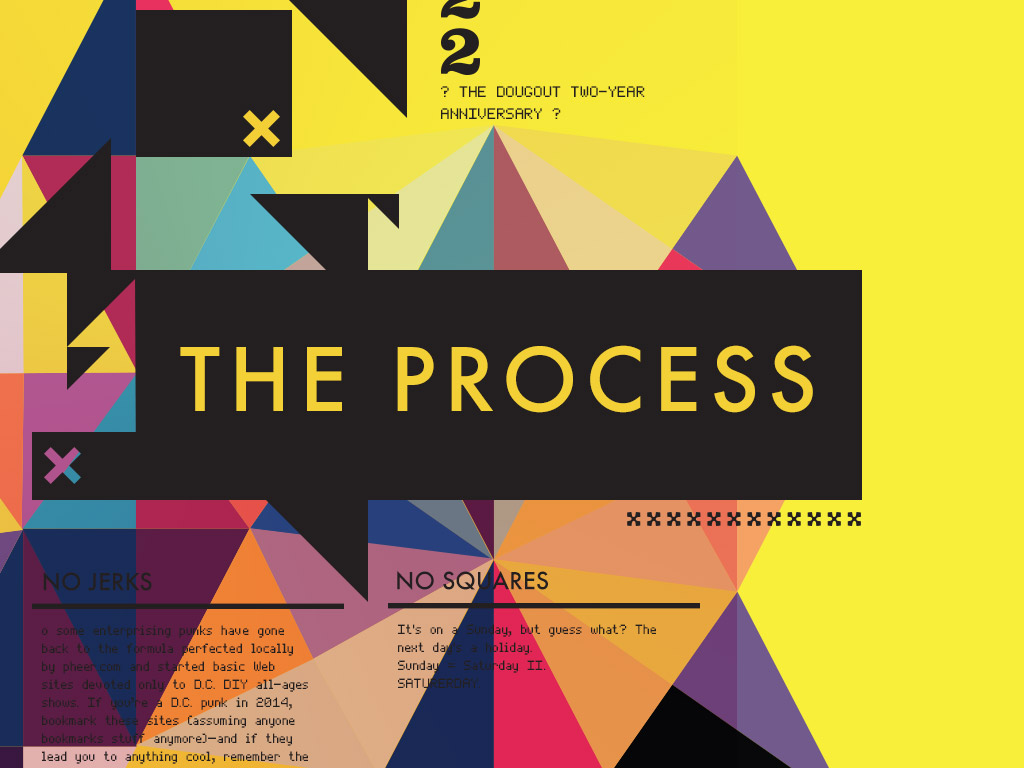 2
2
? THE DOUGOUT TWO-YEAR
ANNIVERSARY ?
THE PROCESS
NO JERKS
o some enterprising punks have gone
back to the formula perfected locally
by pheer.com and started basic Web
sites devoted only to D.C. DIY all-ages
shows. If you're a D.C. punk in 2014,
bookmark these sites (assuming anyone
bookmarks stuff anymore)—and if they
lead you to anything cool, remember the
NO SQUARES
It's on a Sunday, but guess what? The
next day's a holiday.
Sunday = Saturday II:
SATURERDAY